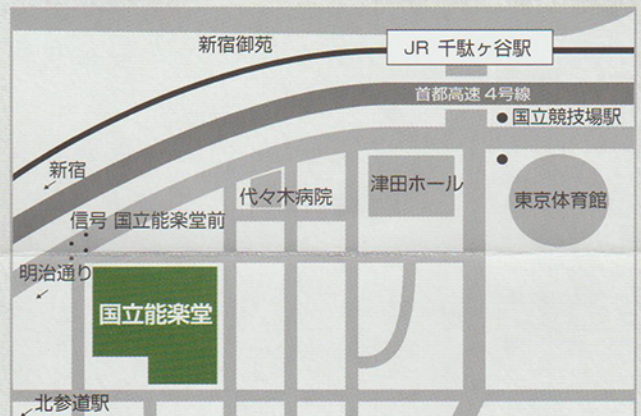 新宿御苑
JR 千駄ヶ谷駅
首都高速4号線
国立競技場駅
新宿
代々木病院
津田ホール
東京体育館
信号 国立能楽堂前
明治通り
国立能楽堂
北参道駅